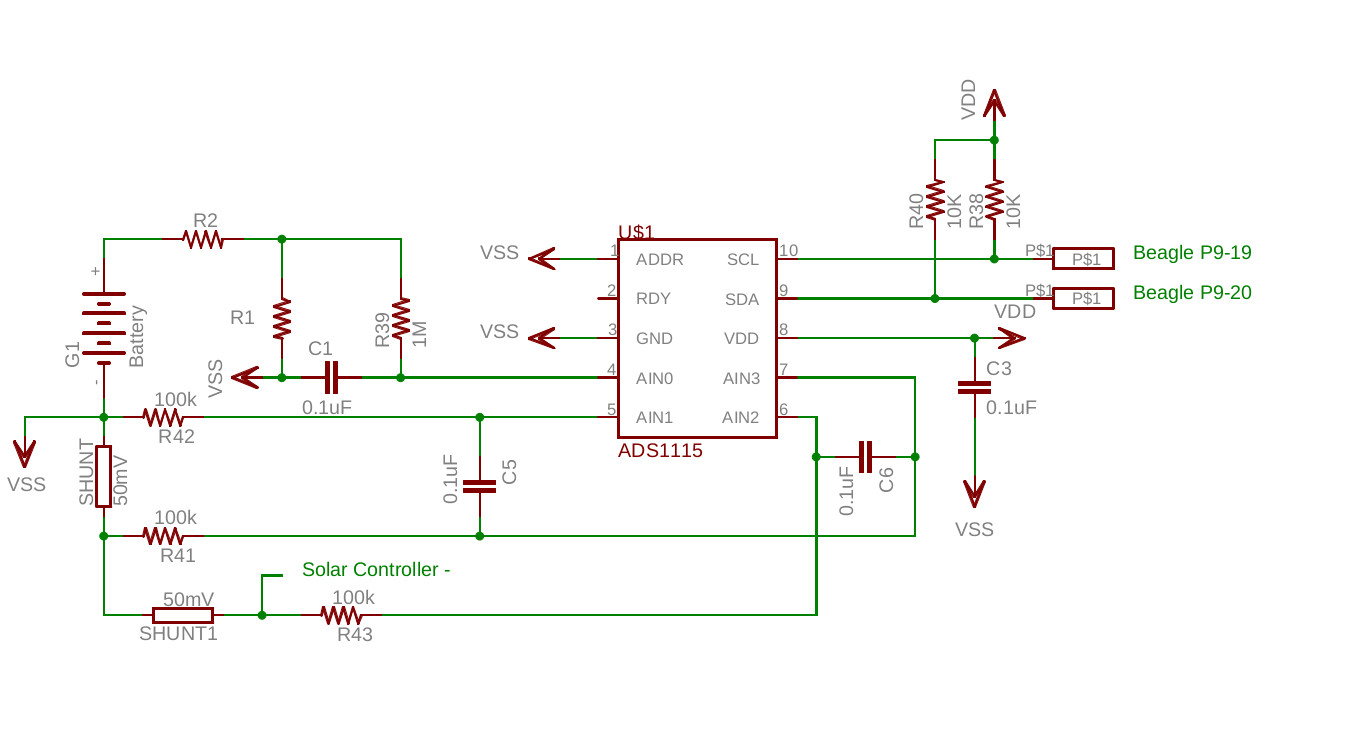 VDD
R40
10K
R38
10K
R2
U$1
VSS
1
ADDR
SCL
10
P$1
P$1
Beagle P9-19
+
2
RDY
SDA
9
P$1
P$1
Beagle P9-20
G1
Battery
-
R1
R39
1M
VSS
3
GND
VDD
8
VDD
VSS
C1
0.1uF
4
AIN0
AIN3
7
C3
0.1uF
100k
R42
5
AIN1
AIN2
6
ADS1115
VSS
SHUNT
50mV
0.1uF
C5
0.1uF
C6
VSS
100k
R41
Solar Controller -
50mV
SHUNT1
100k
R43